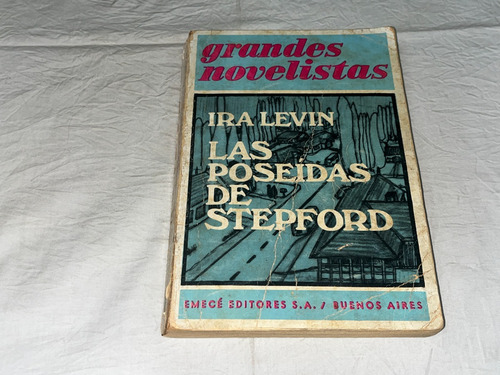 grandes
novelistas
IRA LEVIN
LAS
POSEIDAS
DE
STEPFORD
EMECÉ EDITORES S.A. / BUENOS AIRES